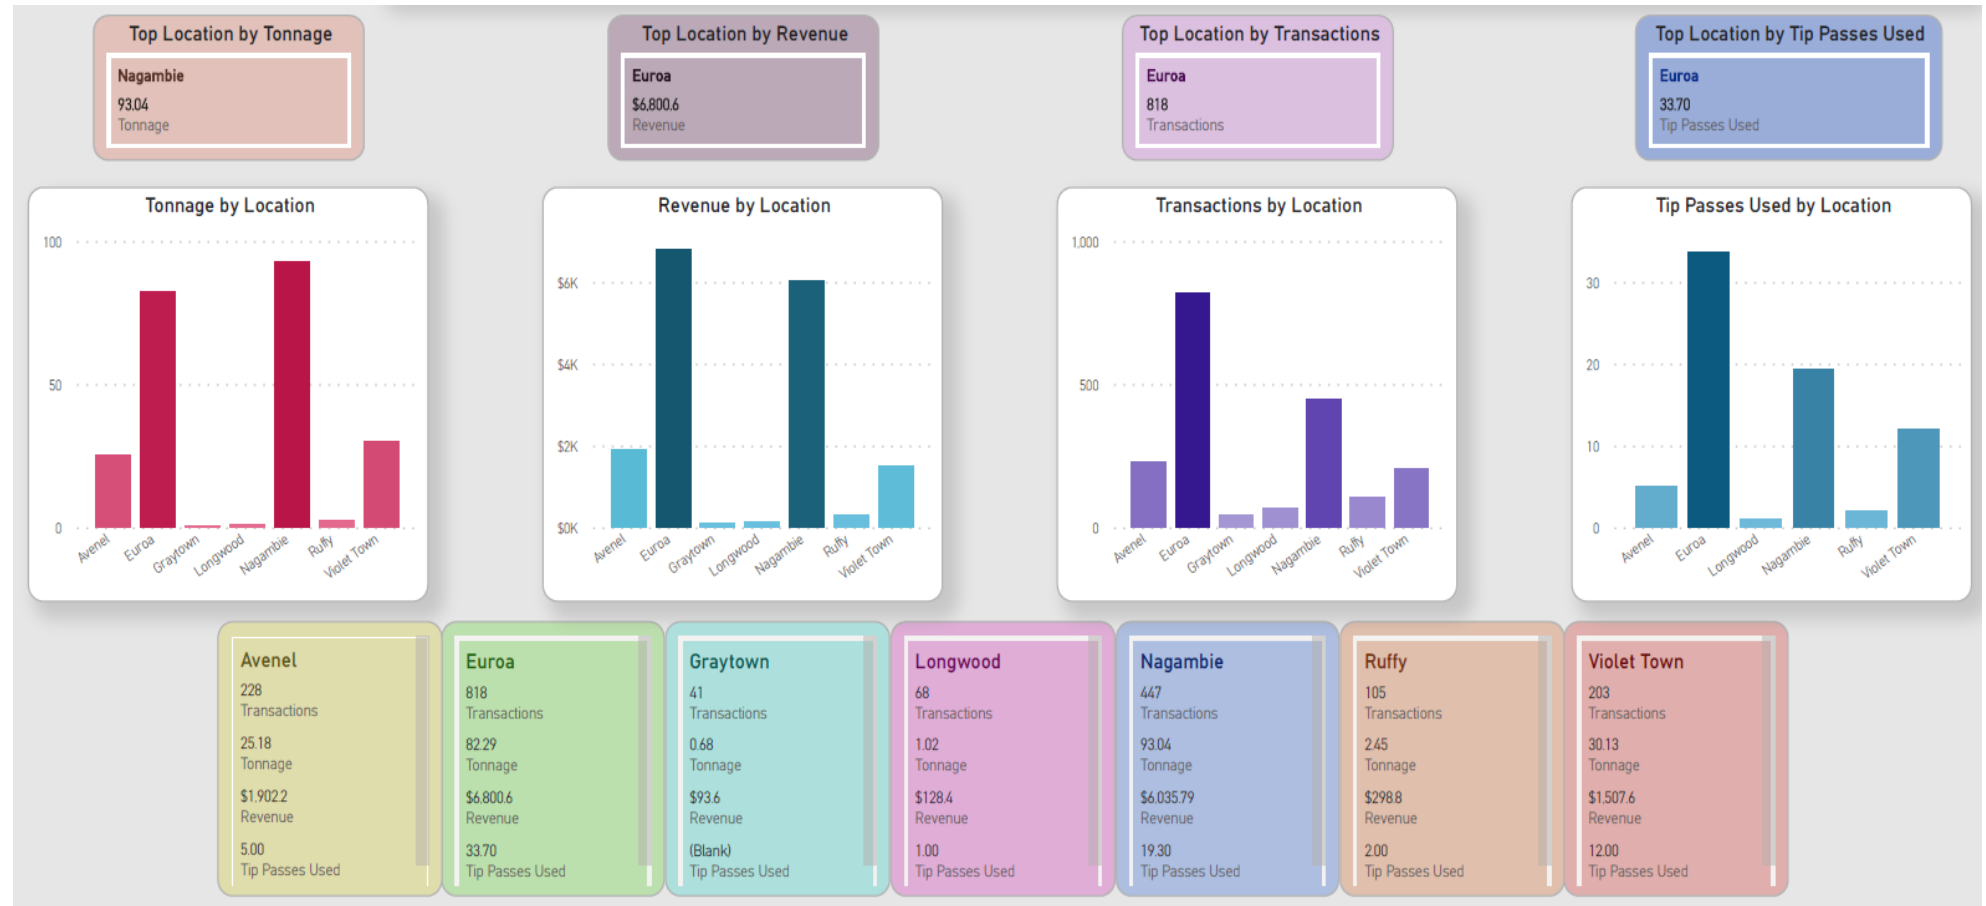 Top Location by Tonnage
Nagambie
93.04
Tonnage
Top Location by Revenue
Euroa
$6,800.6
Revenue
Top Location by Transactions
Euroa
818
Transactions
Top Location by Tip Passes Used
Euroa
33.70
Tip Passes Used
Tonnage by Location
100
50
0
Avenel
Euroa
Graytown
Longwood
Nagambie
Ruffy
Violet Town
Revenue by Location
$6K
$4K
$2K
$0K
Avenel
Euroa
Graytown
Longwood
Nagambie
Ruffy
Violet Town
Transactions by Location
1,000
500
0
Avenel
Euroa
Graytown
Longwood
Nagambie
Ruffy
Violet Town
Tip Passes Used by Location
30
20
10
0
Avenel
Euroa
Longwood
Nagambie
Ruffy
Violet Town
Avenel
228
Transactions
25.18
Tonnage
$1,902.2
Revenue
5.00
Tip Passes Used
Euroa
818
Transactions
82.29
Tonnage
$6,800.6
Revenue
33.70
Tip Passes Used
Graytown
41
Transactions
0.68
Tonnage
$93.6
Revenue
(Blank)
Tip Passes Used
Longwood
68
Transactions
1.02
Tonnage
$128.4
Revenue
1.00
Tip Passes Used
Nagambie
447
Transactions
93.04
Tonnage
$6,035.79
Revenue
19.30
Tip Passes Used
Ruffy
105
Transactions
2.45
Tonnage
$298.8
Revenue
2.00
Tip Passes Used
Violet Town
203
Transactions
30.13
Tonnage
$1,507.6
Revenue
12.00
Tip Passes Used